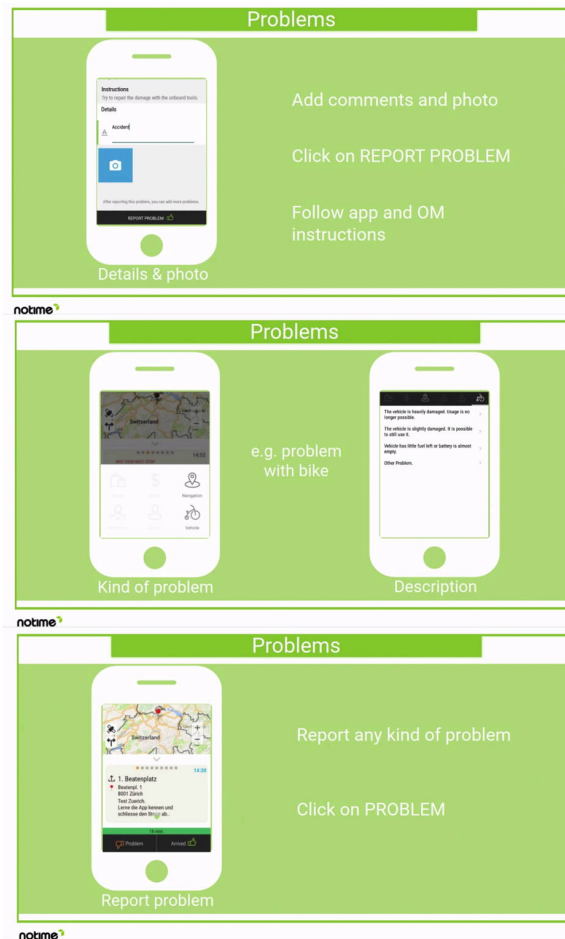 Problems
Instructions
Try to repair the damage with the onboard tools.
Details
Accident
After reporting this problem, you can add more problems.
REPORT PROBLEM
Details & photo
Add comments and photo
Click on REPORT PROBLEM
Follow app and OM
instructions
notime
Problems
Switzerland
14:52
Navigation
Vehicle
Kind of problem
e.g. problem
with bike
The vehicle is heavily damaged. Usage is no
longer possible.
The vehicle is slightly damaged. It is possible
to still use it.
Vehicle has little fuel left or battery is almost
empty.
Other Problem.
Description
notime
Problems
Switzerland
14:38
1. Beatenplatz
Beatenpl. 1
8001 Zürich
Test Zuerich.
Lerne die App kennen und
schliesse den
Problem
Arrived
Report problem
Report any kind of problem
Click on PROBLEM
notime